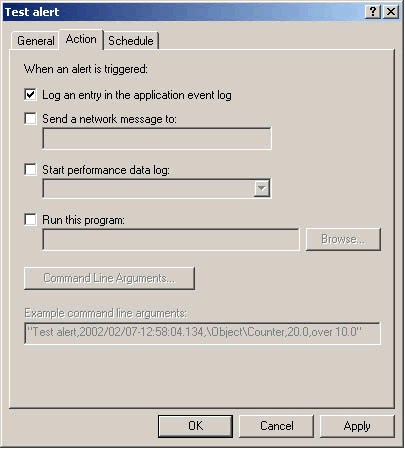 Test alert
General Action Schedule
When an alert is triggered:
Log an entry in the application event log
Send a network message to:
Start performance data log:
Run this program:
Browse...
Command Line Arguments...
Example command line arguments:
"Test alert,2002/02/07-12:58:04.134,\Object\Counter,20.0,over 10.0"
OK Cancel Apply